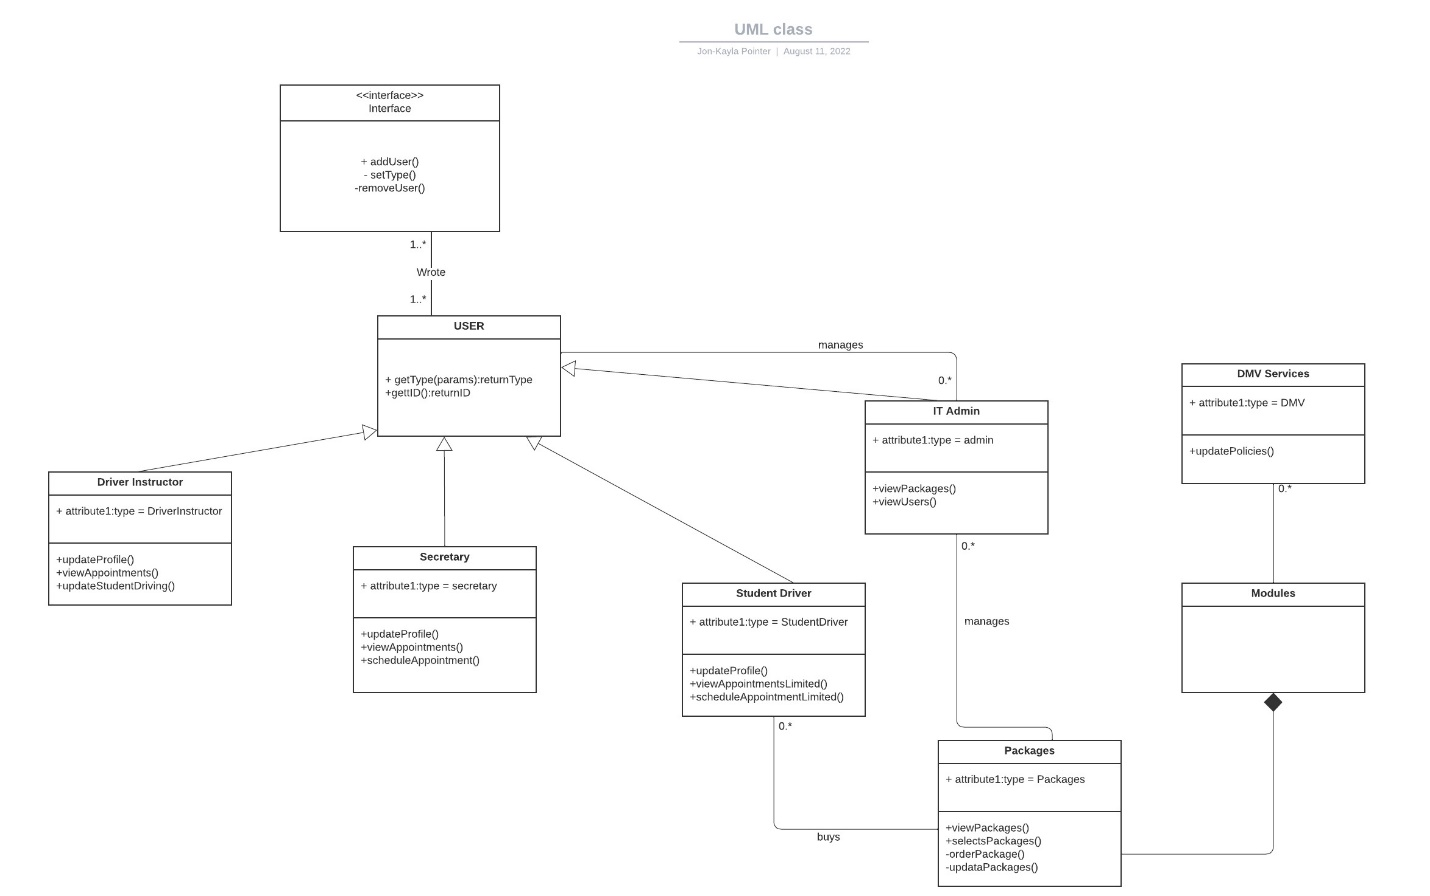 UML class
Jon-Kayla Pointer | August 11, 2022
<<interface>>
Interface
+ addUser()
- setType()
-removeUser()
1..*
Wrote
1..*
USER
+ getType(params):returnType
+gettID():returnID
manages
0.*
IT Admin
+ attribute1:type = admin
+viewPackages()
+viewUsers()
0.*
manages
DMV Services
+ attribute1:type = DMV
+updatePolicies()
0.*
Modules
Driver Instructor
+ attribute1:type = DriverInstructor
+updateProfile()
+viewAppointments()
+updateStudentDriving()
Secretary
+ attribute1:type = secretary
+updateProfile()
+viewAppointments()
+scheduleAppointment()
Student Driver
+ attribute1:type = StudentDriver
+updateProfile()
+viewAppointmentsLimited()
+scheduleAppointmentLimited()
0.*
buys
Packages
+ attribute1:type = Packages
+viewPackages()
+selectsPackages()
-orderPackage()
-updataPackages()